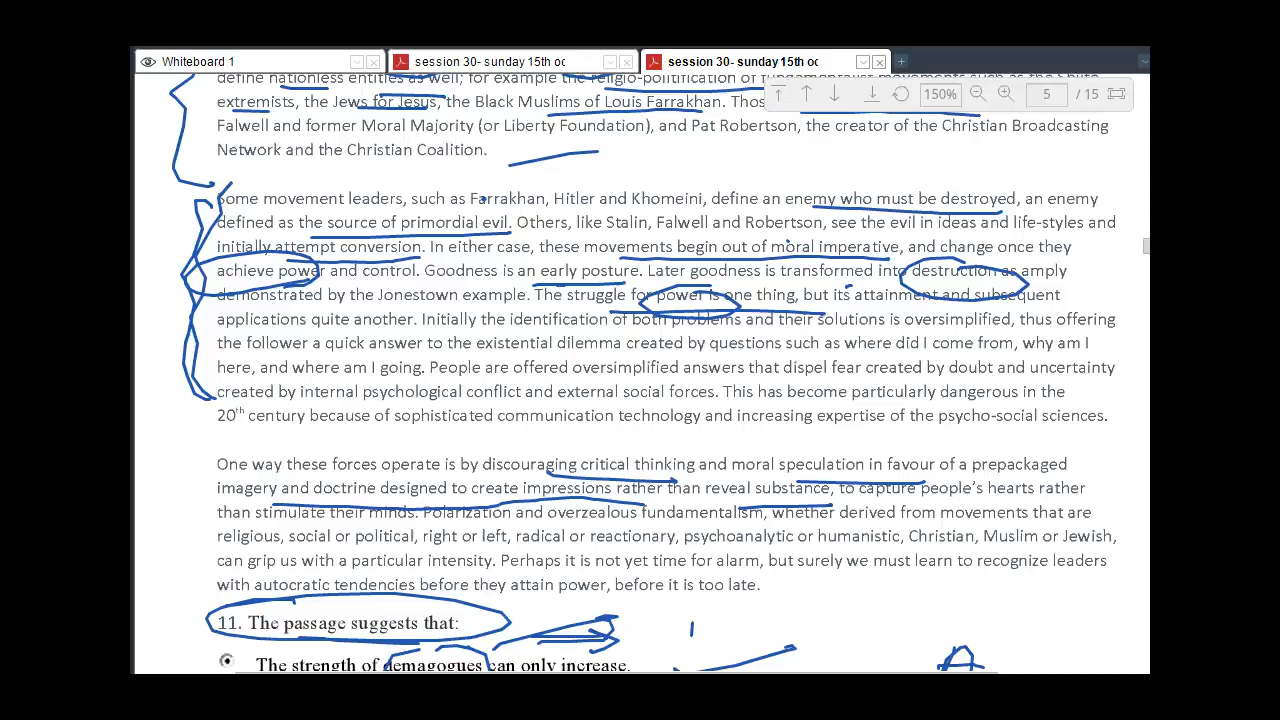 Whiteboard 1
session 30- sunday 15th oc
session 30- sunday 15th oc
150%
5
/ 15
define nationless entities as well; for example the religio-politification of fundamentalist movements such as the Shiite
extremists, the Jews for Jesus, the Black Muslims of Louis Farrakhan. Thos
Falwell and former Moral Majority (or Liberty Foundation), and Pat Robertson, the creator of the Christian Broadcasting
Network and the Christian Coalition.
Some movement leaders, such as Farrakhan, Hitler and Khomeini, define an enemy who must be destroyed, an enemy
defined as the source of primordial evil. Others, like Stalin, Falwell and Robertson, see the evil in ideas and life-styles and
initially attempt conversion. In either case, these movements begin out of moral imperative, and change once they
achieve power and control. Goodness is an early posture. Later goodness is transformed into destruction as amply
demonstrated by the Jonestown example. The struggle for power is one thing, but its attainment and subsequent
applications quite another. Initially the identification of both problems and their solutions is oversimplified, thus offering
the follower a quick answer to the existential dilemma created by questions such as where did I come from, why am I
here, and where am I going. People are offered oversimplified answers that dispel fear created by doubt and uncertainty
created by internal psychological conflict and external social forces. This has become particularly dangerous in the
20th century because of sophisticated communication technology and increasing expertise of the psycho-social sciences.
One way these forces operate is by discouraging critical thinking and moral speculation in favour of a prepackaged
imagery and doctrine designed to create impressions rather than reveal substance, to capture people's hearts rather
than stimulate their minds. Polarization and overzealous fundamentalism, whether derived from movements that are
religious, social or political, right or left, radical or reactionary, psychoanalytic or humanistic, Christian, Muslim or Jewish,
can grip us with a particular intensity. Perhaps it is not yet time for alarm, but surely we must learn to recognize leaders
with autocratic tendencies before they attain power, before it is too late.
11. The passage suggests that:
The strength of demagogues can only increase.